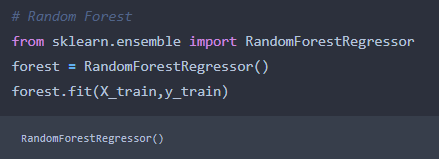 # Random Forest
from sklearn.ensemble import RandomForestRegressor
forest = RandomForestRegressor()
forest.fit(X_train,y_train)
RandomForestRegressor()